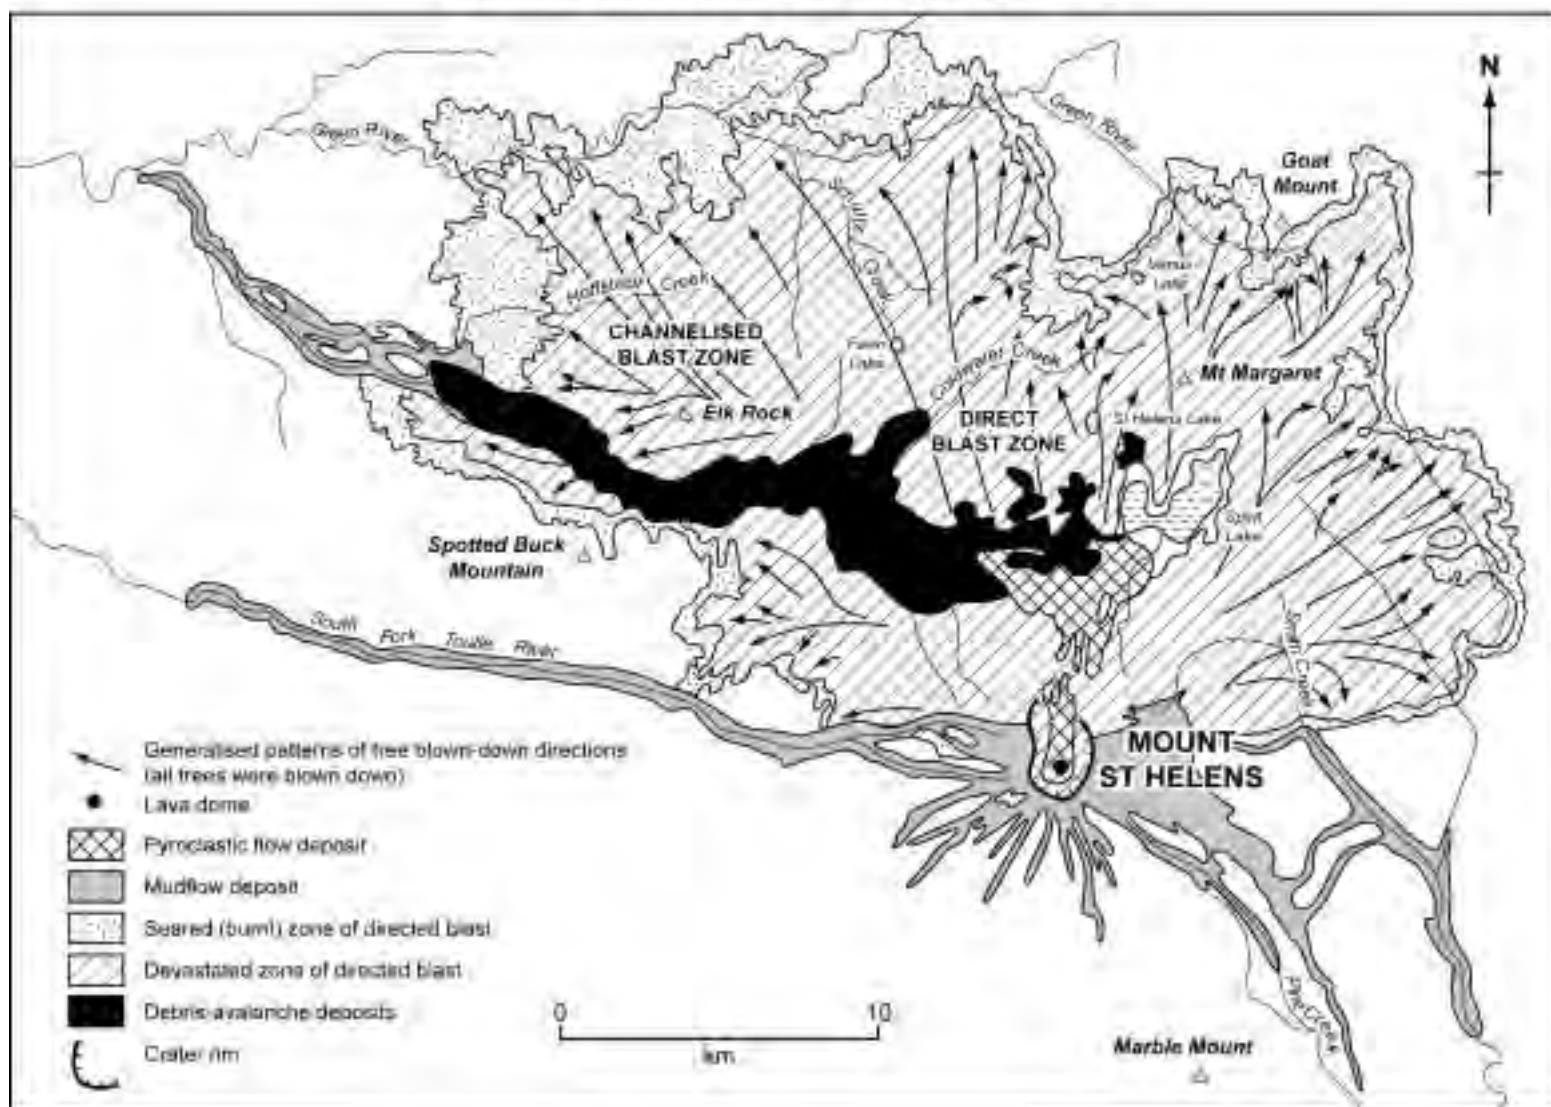 N
Green River
Green River
Goat
Mount
Hoffstadt Creek
CHANNELISED
BLAST ZONE
Fawn
Lake
Coldwater Creek
Mt Margaret
Elk Rock
DIRECT
BLAST ZONE
St Helens Lake
Spirit
Lake
Spotted Buck
Mountain
South Fork Toutle River
Smith Creek
MOUNT
ST HELENS
Generalised patterns of tree blown-down directions
(all trees were blown down)
Lava dome
Pyroclastic flow deposit
Mudflow deposit
Seared (burnt) zone of directed blast
Devastated zone of directed blast
Debris-avalanche deposits
Crater rim
0 10
km
Pine Creek
Marble Mount